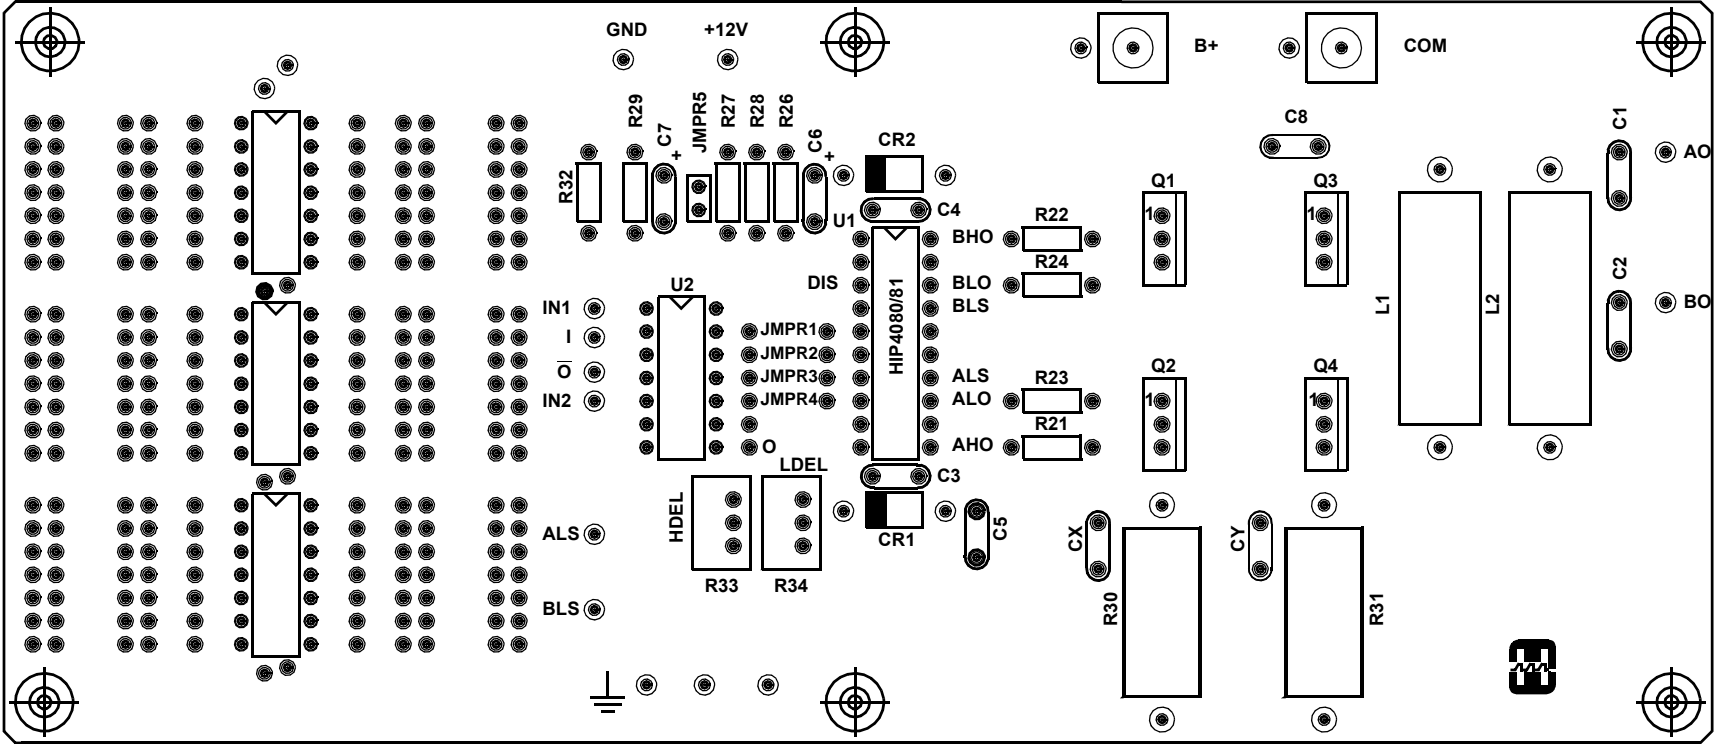 GND
+12V
B+
COM
R29
C7
+
JMPR5
R27
R28
R26
C6
+
CR2
C8
C1
AO
R32
U1
C4
Q1
1
Q3
1
BHO
R22
R24
DIS
BLO
BLS
U2
HIP4080/81
L1
L2
C2
BO
IN1
I
O
IN2
JMPR1
JMPR2
JMPR3
JMPR4
O
ALS
ALO
AHO
R23
R21
Q2
1
Q4
1
LDEL
HDEL
C3
CR1
C5
CX
CY
R33
R34
R30
R31
ALS
BLS